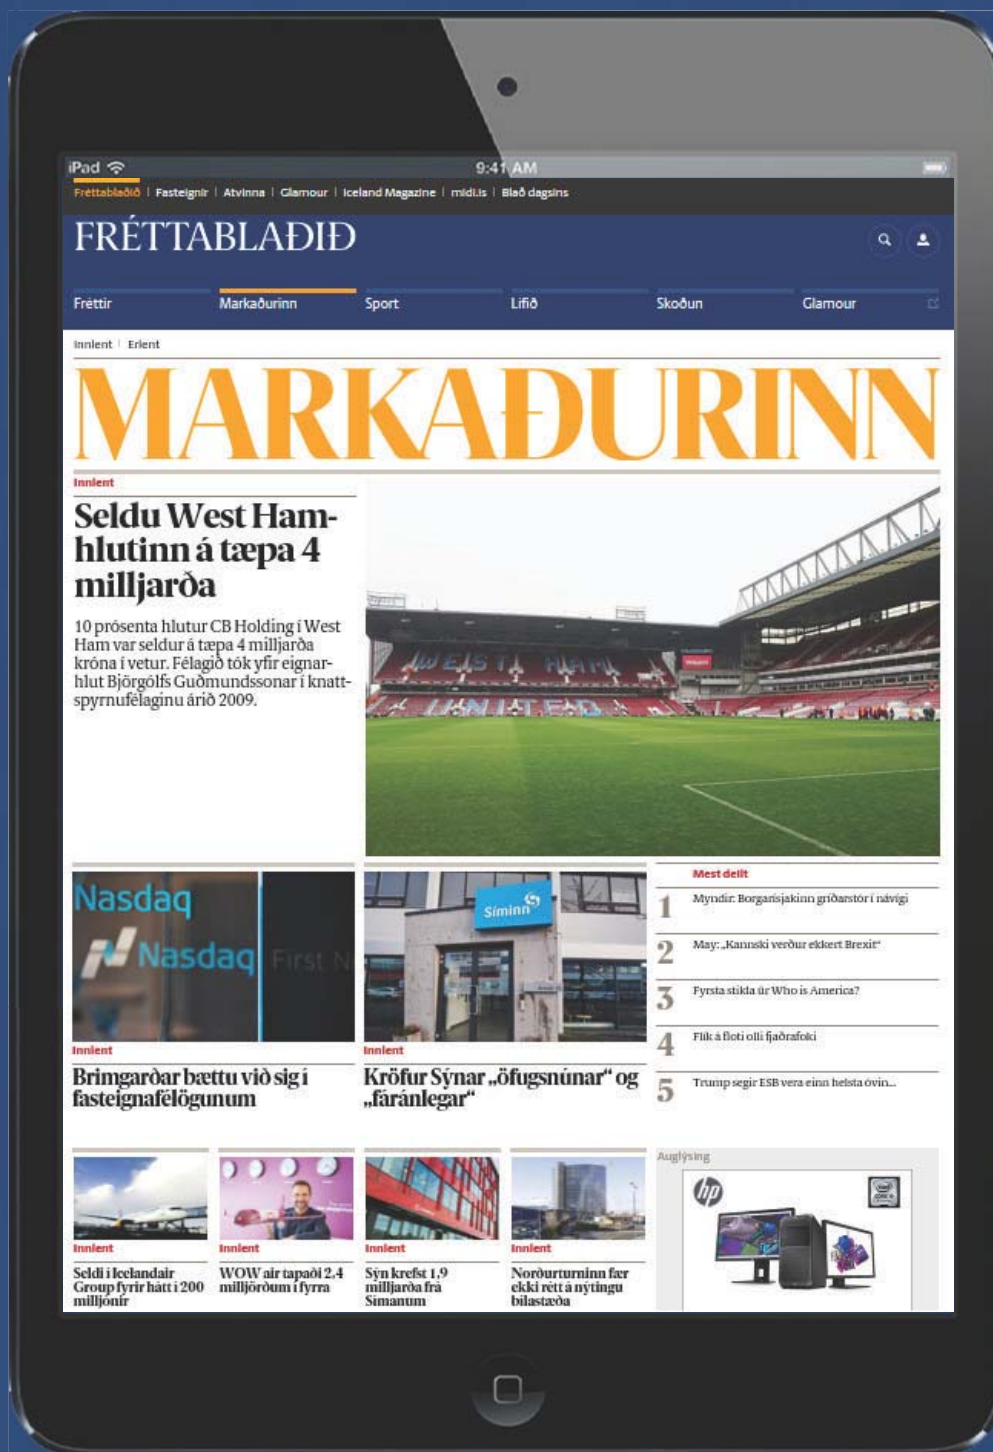 iPad
9:41 AM
Fréttablaðið | Fasteignir | Atvinna | Glamour | Iceland Magazine | midi.is | Blað dagsins
FRÉTTABLAÐIÐ
Fréttir Markaðurinn Sport Lífið Skoðun Glamour
Innlent | Erlent
MARKAÐURINN
Innlent
Seldu West Ham-
hlutinn á tæpa 4
milljarða
10 prósenta hlutur CB Holding í West
Ham var seldur á tæpa 4 milljarða
króna í vetur. Félagið tók yfir eignar-
hlut Björgólfs Guðmundssonar í knatt-
spyrnufélaginu árið 2009.
WEST HAM
UNITED
Nasdaq
Nasdaq First N
Innlent
Brimgarðar bættu við sig í
fasteignafélögunum
Síminn
Innlent
Kröfur Sýnar „öfugsnúnar“ og
„fáránlegar“
Mest deilt
1 Myndir: Borgarísjakinn gríðarstór í návígi
2 May: „Kannski verður ekkert Brexit“
3 Fyrsta stikla úr Who is America?
4 Flík á floti olli fjaðrafoki
5 Trump segir ESB vera einn helsta óvin...
Innlent
Seldi í Icelandair
Group fyrir hátt í 200
milljónir
Innlent
WOW air tapaði 2,4
milljörðum í fyrra
Innlent
Sýn krefst 1,9
milljarða frá
Símanum
Innlent
Norðurturninn fær
ekki rétt á nýtingu
bílastæða
Auglýsing
hp